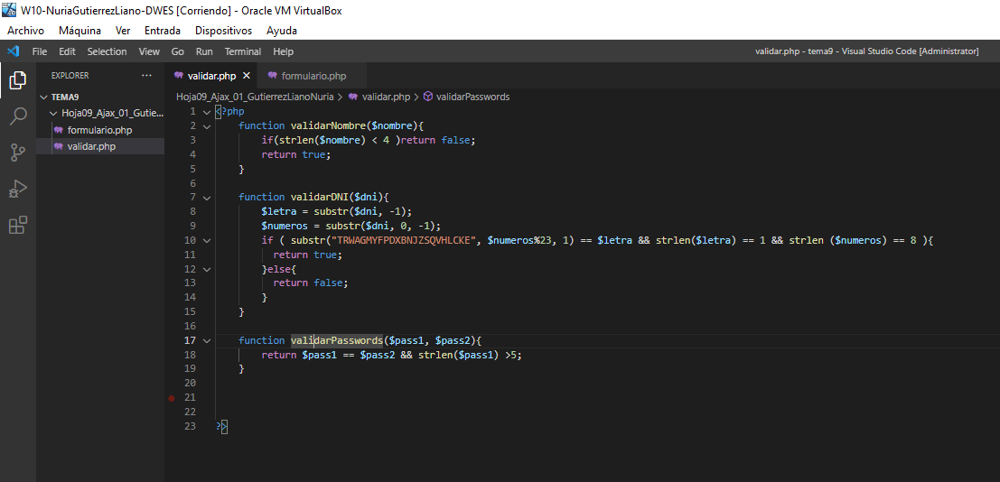 W10-NuriaGutierrezLiano-DWES [Corriendo] - Oracle VM VirtualBox
Archivo Máquina Ver Entrada Dispositivos Ayuda
File Edit Selection View Go Run Terminal Help validar.php - tema9 - Visual Studio Code [Administrator]
EXPLORER ··· validar.php × formulario.php
TEMA9
Hoja09_Ajax_01_Gutie...
formulario.php
validar.php
Hoja09_Ajax_01_GutierrezLianoNuria > validar.php > validarPasswords
1 <?php
2 function validarNombre($nombre){
3 if(strlen($nombre) < 4 )return false;
4 return true;
5 }
6
7 function validarDNI($dni){
8 $letra = substr($dni, -1);
9 $numeros = substr($dni, 0, -1);
10 if ( substr("TRWAGMYFPDXBNJZSQVHLCKE", $numeros%23, 1) == $letra && strlen($letra) == 1 && strlen ($numeros) == 8 ){
11 return true;
12 }else{
13 return false;
14 }
15 }
16
17 function validarPasswords($pass1, $pass2){
18 return $pass1 == $pass2 && strlen($pass1) >5;
19 }
20
21
22
23 ?>